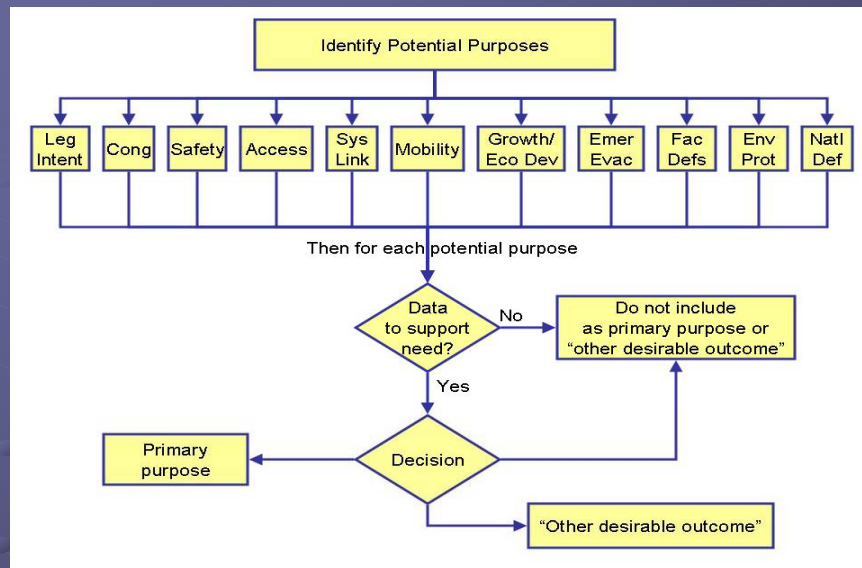 Identify Potential Purposes
Leg
Intent
Cong
Safety
Access
Sys
Link
Mobility
Growth/
Eco Dev
Emer
Evac
Fac
Defs
Env
Prot
Natl
Def
Then for each potential purpose
Data
to support
need?
No
Do not include
as primary purpose or
“other desirable outcome”
Yes
Decision
Primary
purpose
“Other desirable outcome”